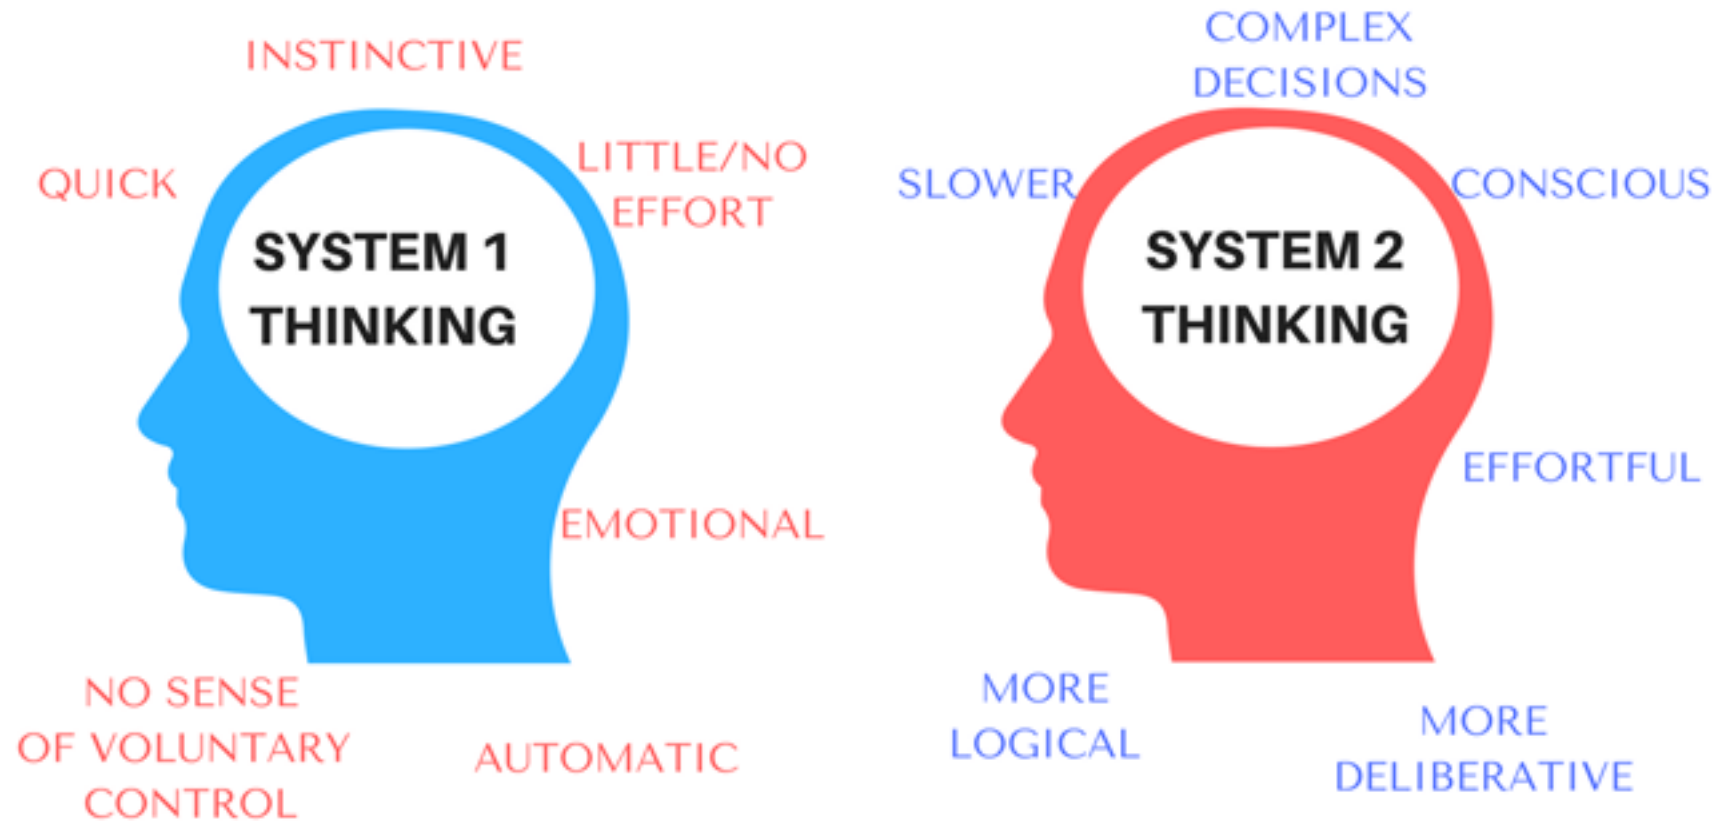 INSTINCTIVE
QUICK
LITTLE/NO
EFFORT
SYSTEM 1
THINKING
EMOTIONAL
NO SENSE
OF VOLUNTARY
CONTROL
AUTOMATIC
COMPLEX
DECISIONS
SLOWER
CONSCIOUS
SYSTEM 2
THINKING
EFFORTFUL
MORE
LOGICAL
MORE
DELIBERATIVE